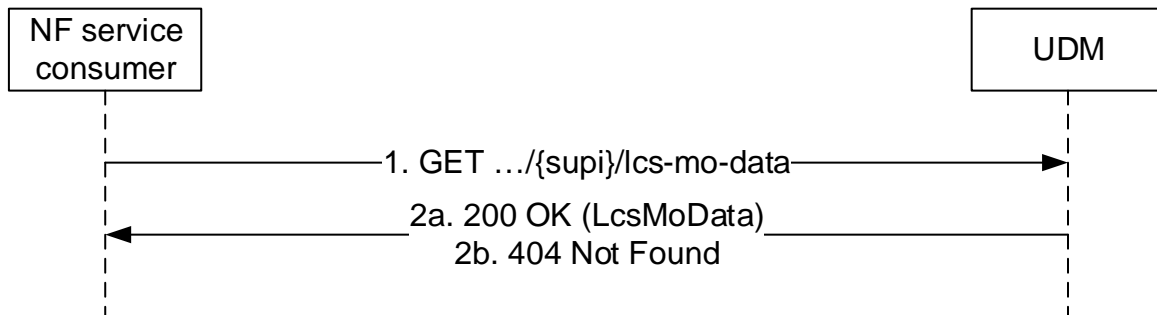 NF service
consumer
UDM
1. GET …/{supi}/lcs-mo-data
2a. 200 OK (LcsMoData)
2b. 404 Not Found